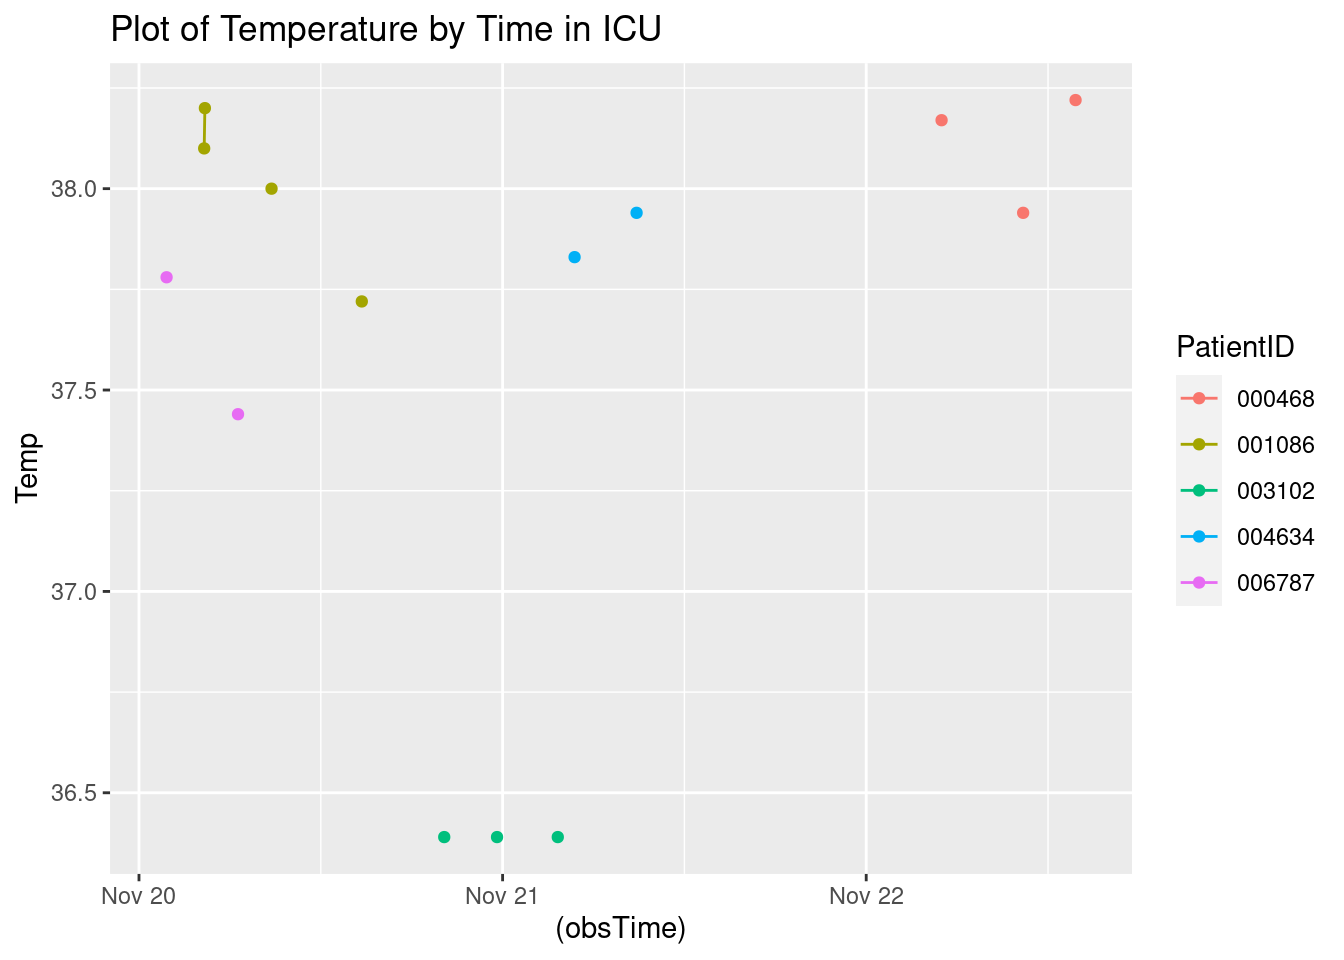 Plot of Temperature by Time in ICU
38.0
37.5
37.0
36.5
Temp
Nov 20
Nov 21
Nov 22
(obsTime)
PatientID
000468
001086
003102
004634
006787